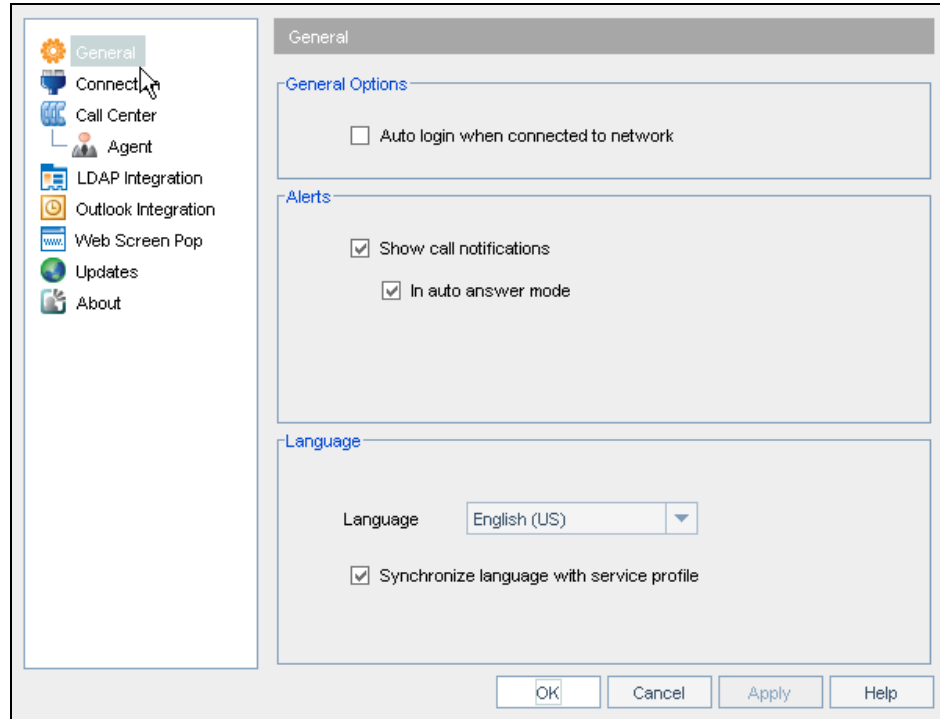 General
Connection
Call Center
Agent
LDAP Integration
Outlook Integration
www.
Web Screen Pop
Updates
About
General
General Options
Auto login when connected to network
Alerts
Show call notifications
In auto answer mode
Language
Language
English (US)
Synchronize language with service profile
OK
Cancel
Apply
Help